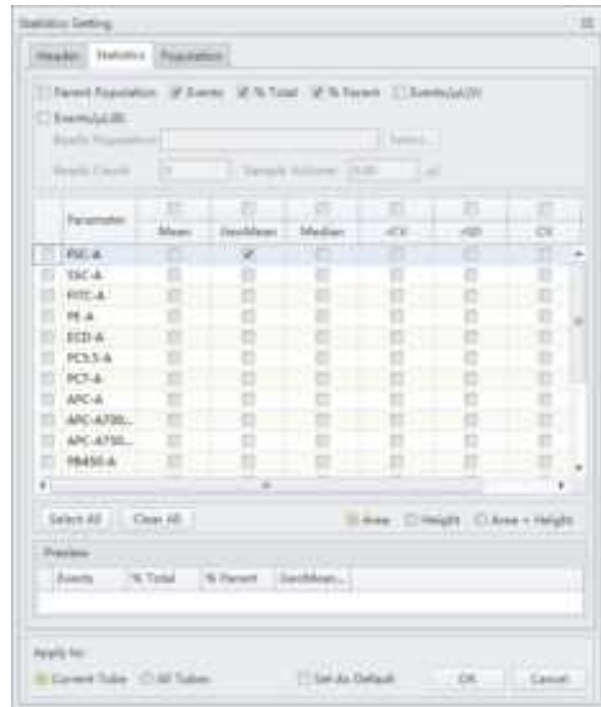 Statistics Setting
Header Statistics Population
Parent Population Events % Total % Parent Events/μL(V)
Events/μL(B)
Beads Population Select...
Beads Count 0 Sample Volume 0.00 μL
Parameter Mean GeoMean Median rCV rSD CV
FSC-A
SSC-A
FITC-A
PE-A
ECD-A
PC5.5-A
PC7-A
APC-A
APC-A700...
APC-A750...
PB450-A
Select All Clear All Area Height Area + Height
Preview
Events % Total % Parent GeoMean...
Apply to:
Current Tube All Tubes Set As Default OK Cancel